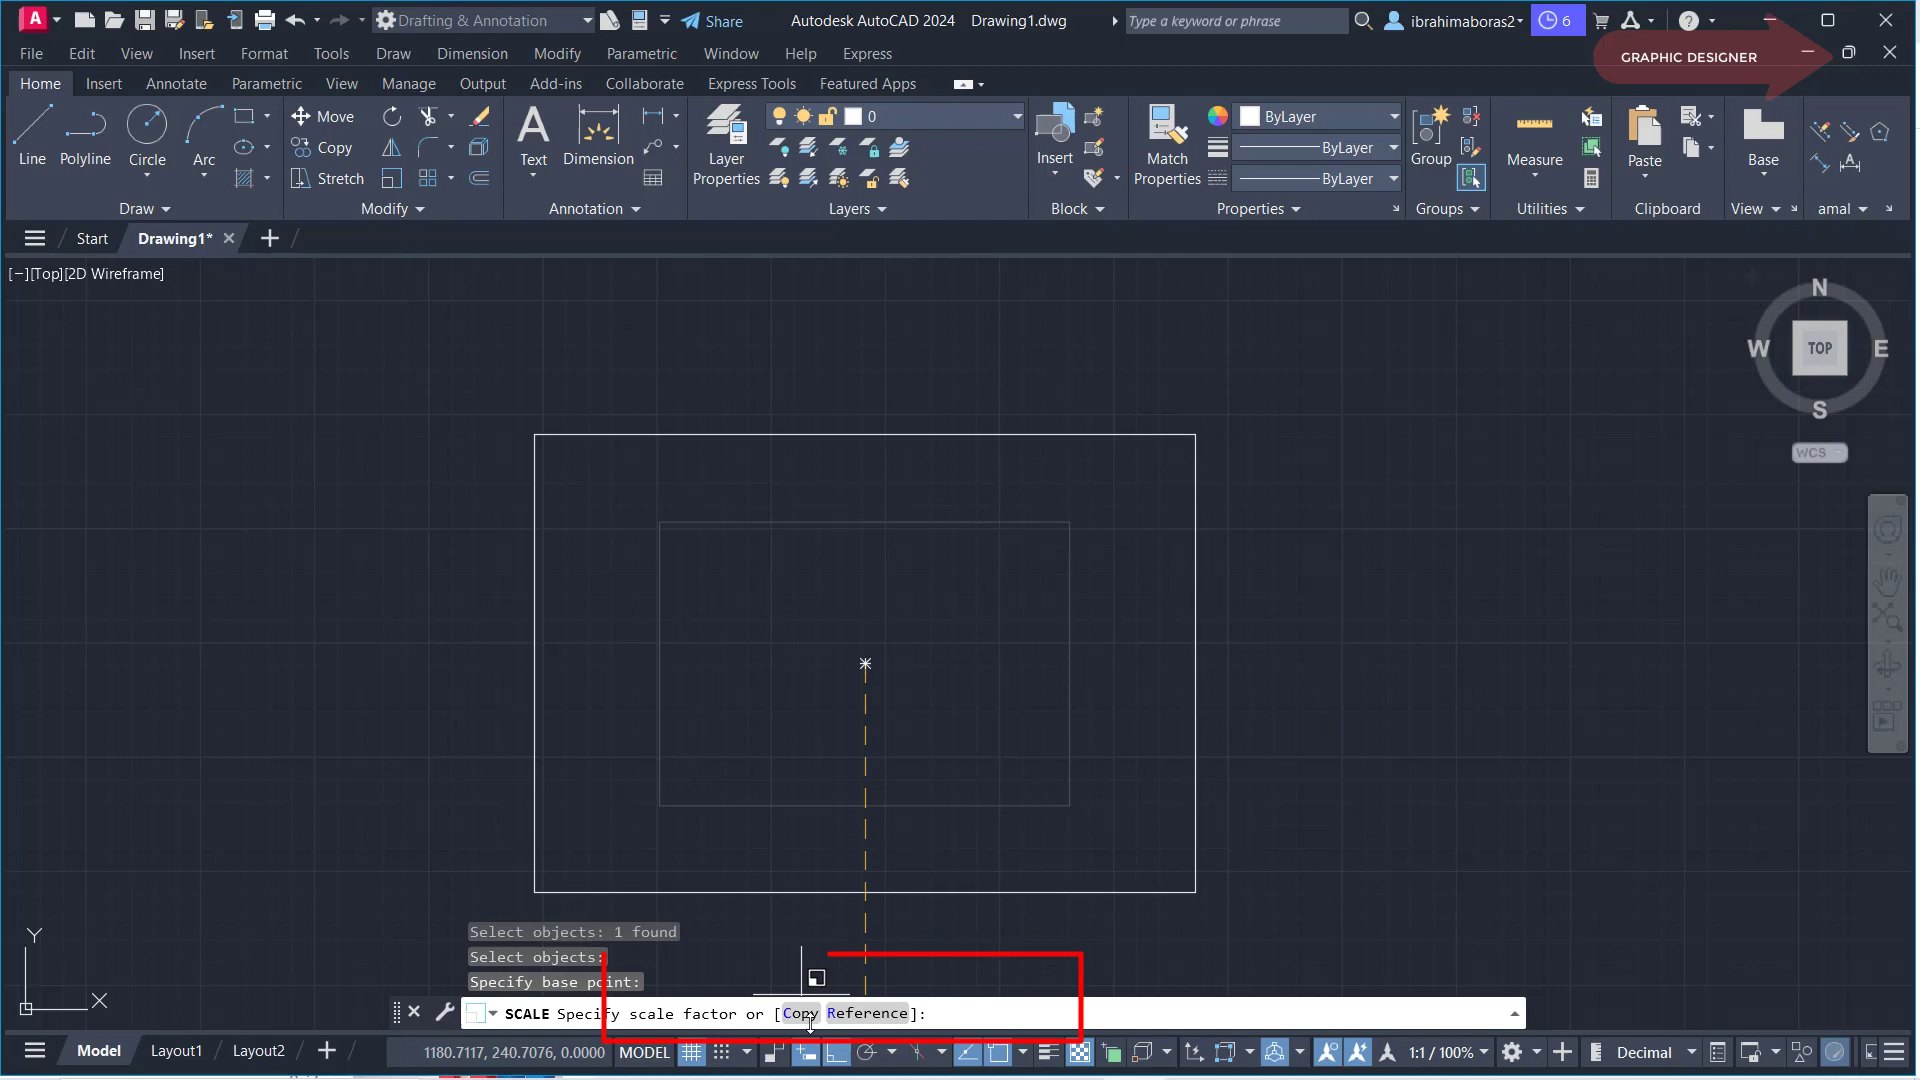 Drafting & Annotation
Share
Autodesk AutoCAD 2024 Drawing1.dwg
Type a keyword or phrase
ibrahimaboras2
6
File Edit View Insert Format Tools Draw Dimension Modify Parametric Window Help Express
GRAPHIC DESIGNER
Home Insert Annotate Parametric View Manage Output Add-ins Collaborate Express Tools Featured Apps
Line Polyline Circle Arc
Move
Copy
Stretch
Text Dimension
Layer
Properties
0
Insert
Match
Properties
ByLayer
ByLayer
ByLayer
Group
Measure
Paste
Base
Draw Modify Annotation Layers Block Properties Groups Utilities Clipboard View amal
Start Drawing1*
[−][Top][2D Wireframe]
N
W TOP E
S
WCS
Y
X
Select objects: 1 found
Select objects:
Specify base point:
SCALE Specify scale factor or [Copy Reference]:
Model Layout1 Layout2
1180.7117, 240.7076, 0.0000 MODEL
1:1 / 100%
Decimal